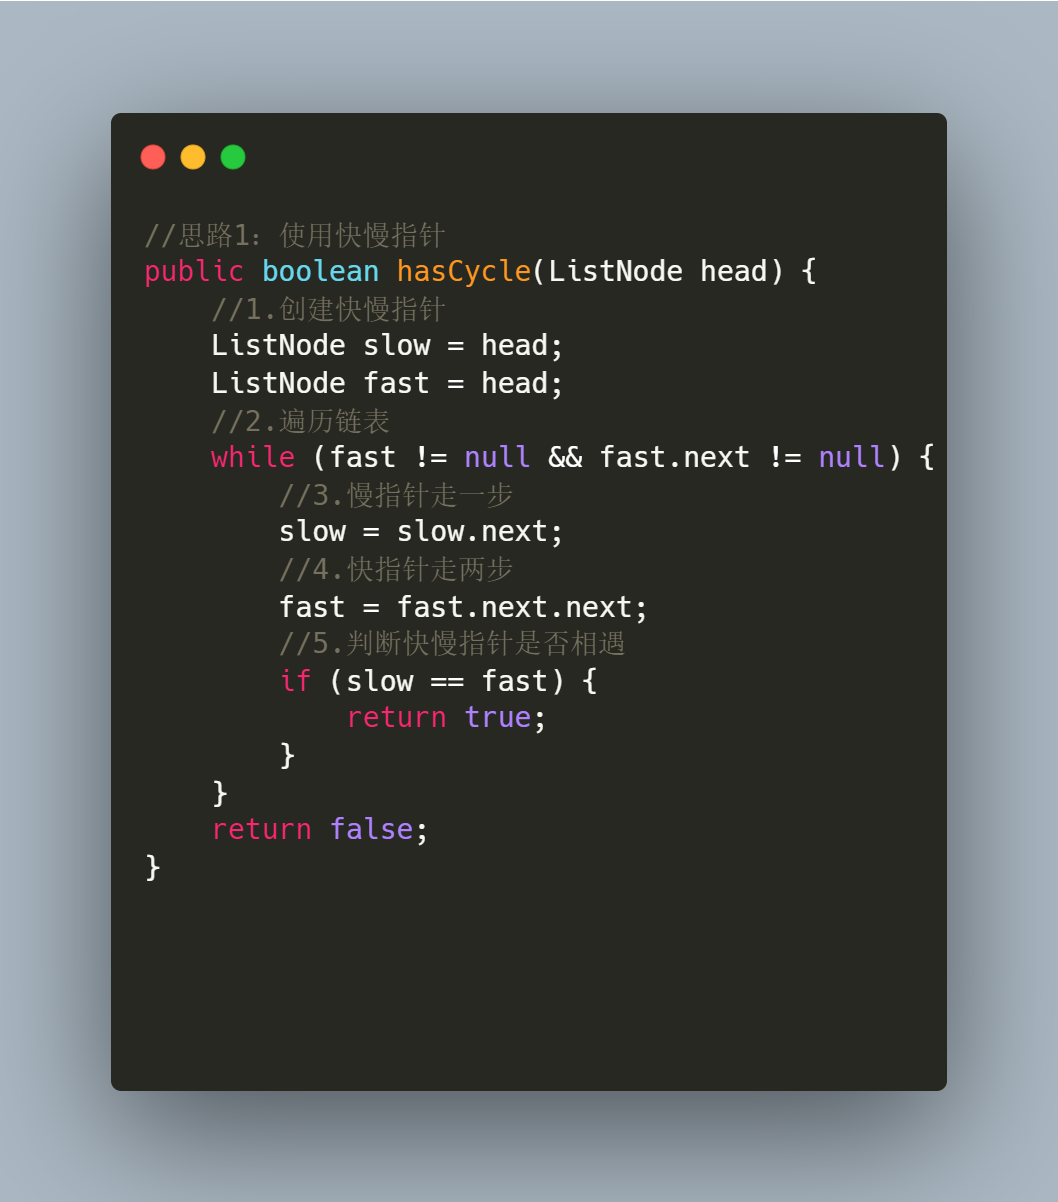 //思路1：使用快慢指针
public boolean hasCycle(ListNode head) {
    //1.创建快慢指针
    ListNode slow = head;
    ListNode fast = head;
    //2.遍历链表
    while (fast != null && fast.next != null) {
        //3.慢指针走一步
        slow = slow.next;
        //4.快指针走两步
        fast = fast.next.next;
        //5.判断快慢指针是否相遇
        if (slow == fast) {
            return true;
        }
    }
    return false;
}